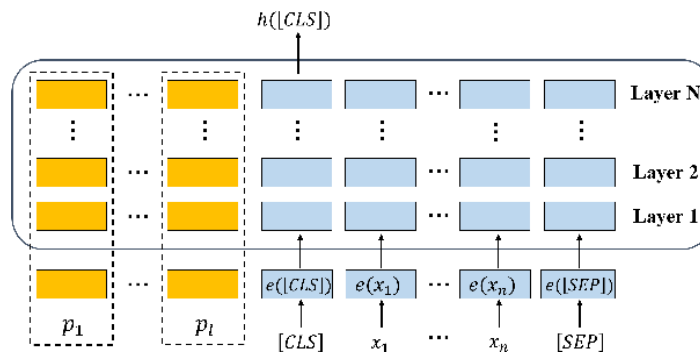 h([CLS])
... ... Layer N
⋮ ⋮ ⋮ ⋮ ⋮ ⋮
... ... Layer 2
... ... Layer 1
... e([CLS]) e(x₁) ... e(xₙ) e([SEP])
p₁ ... pₗ [CLS] x₁ ... xₙ [SEP]